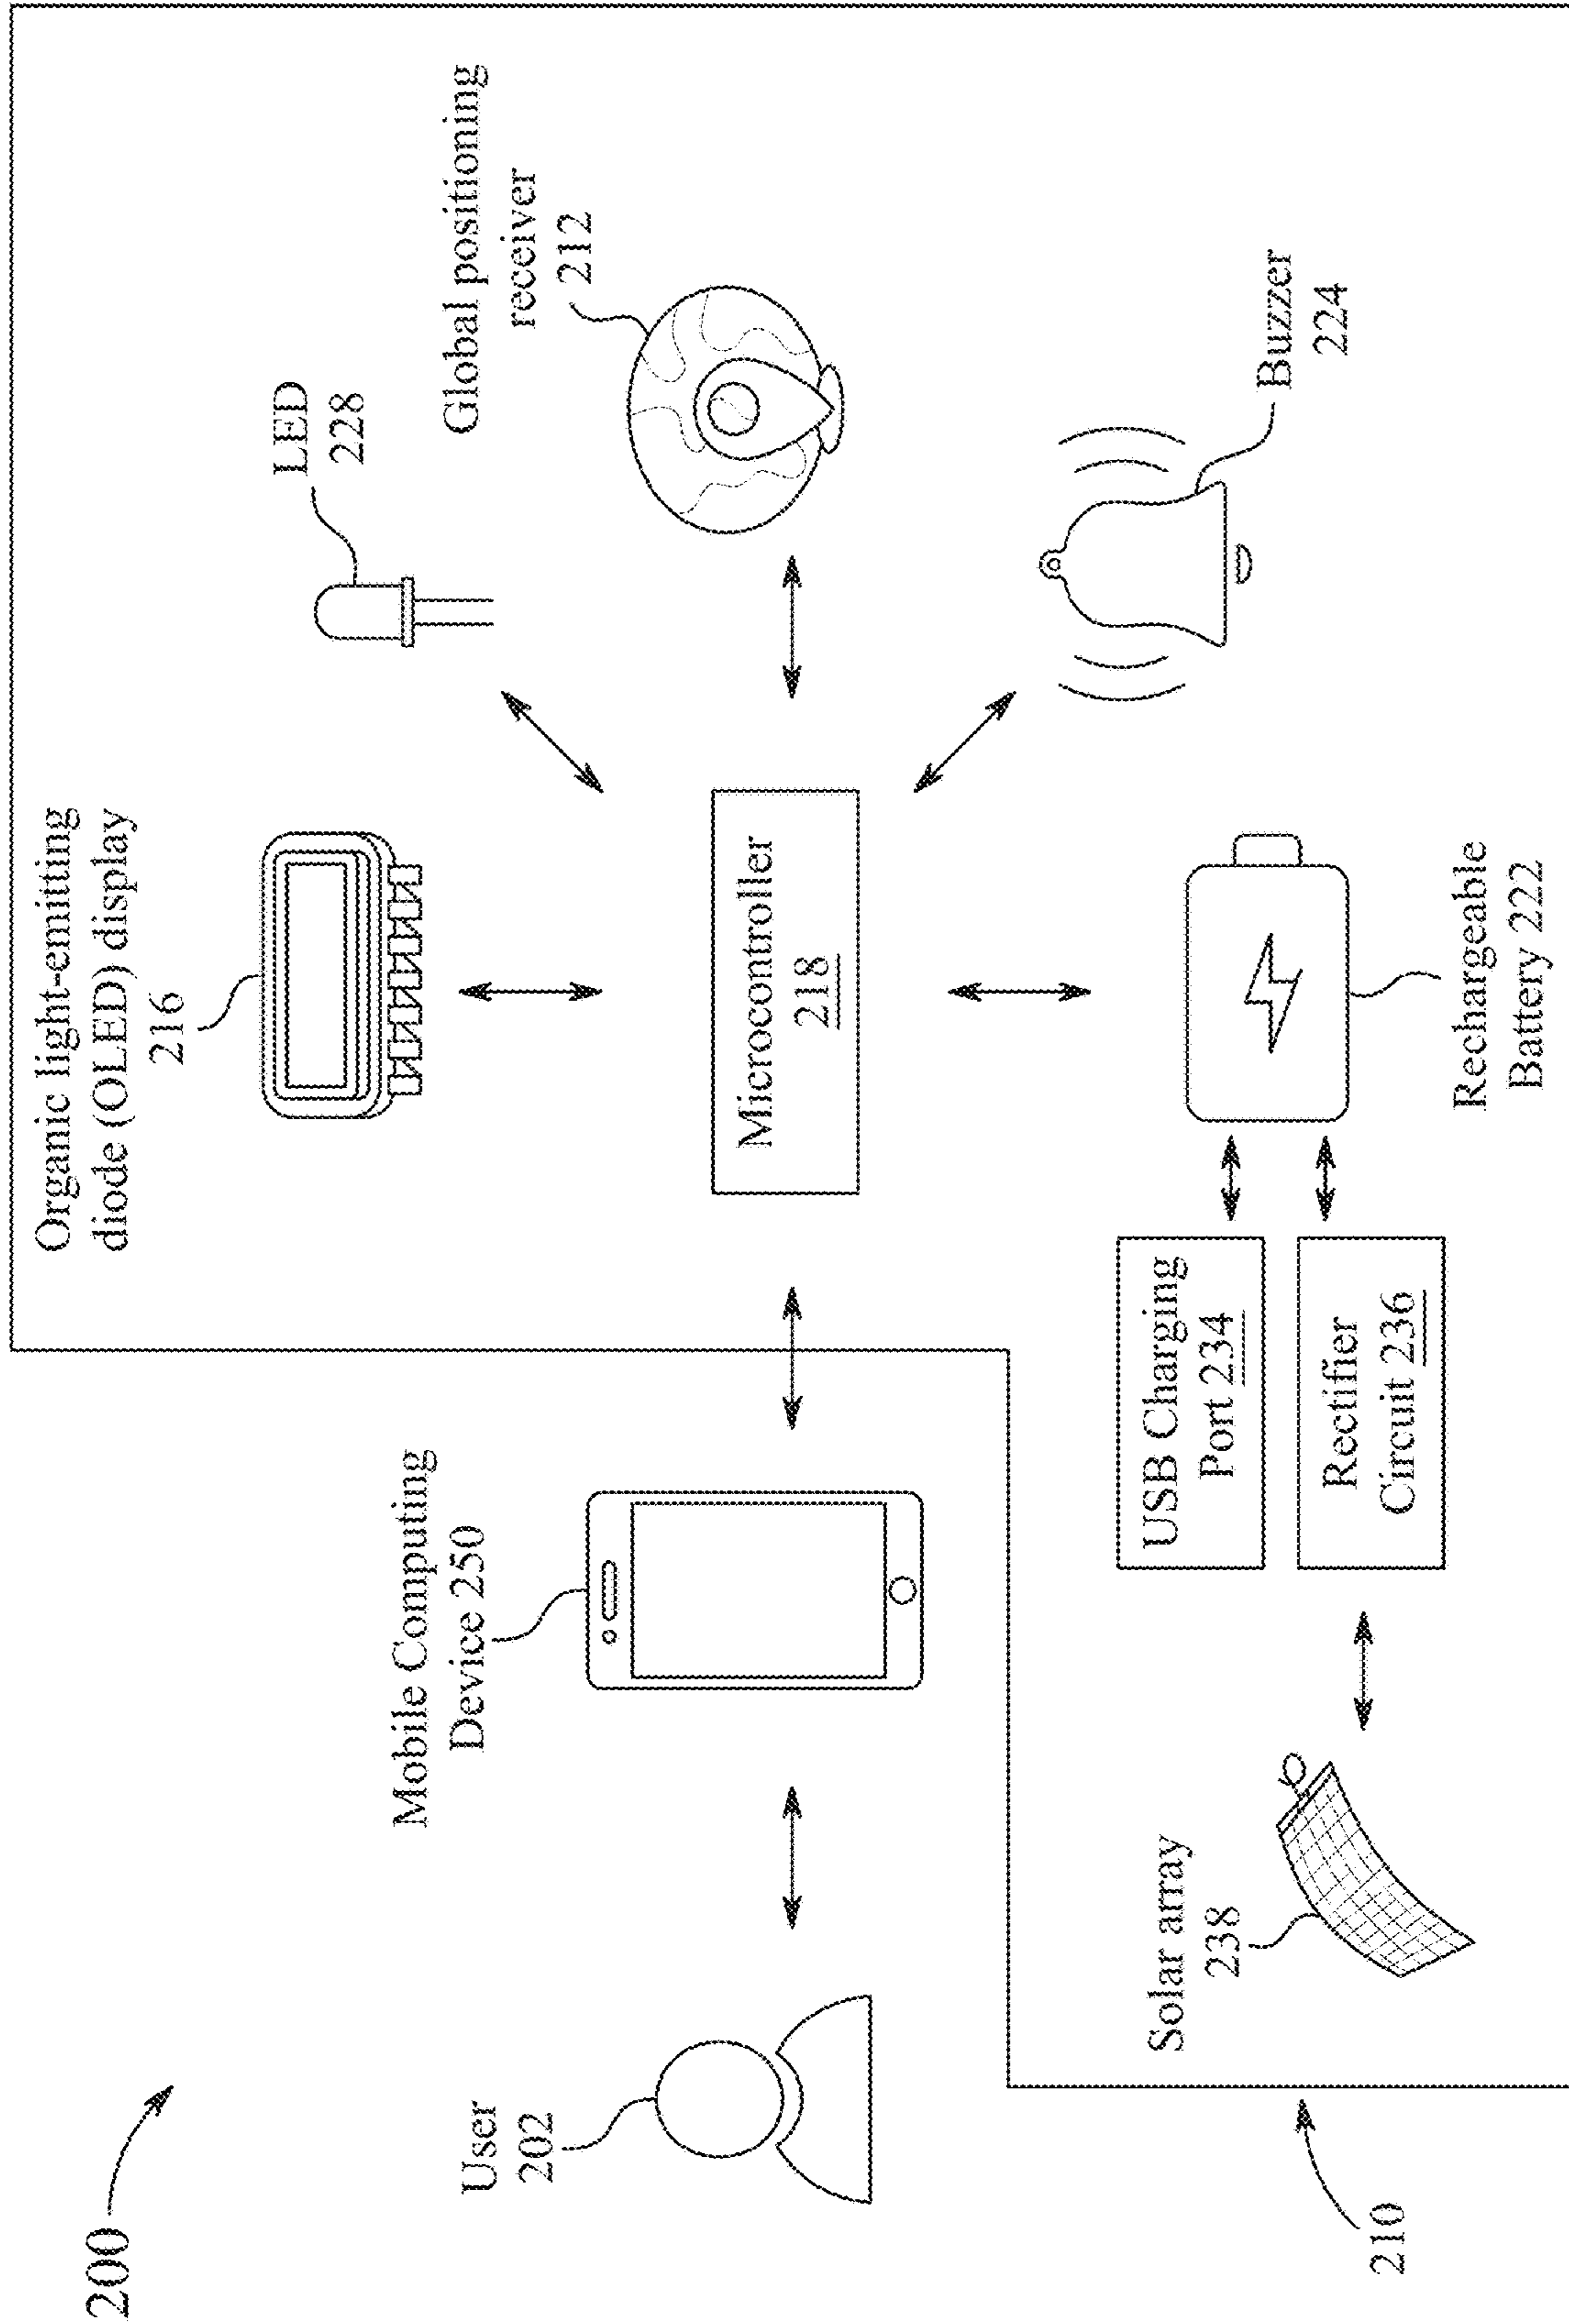 200
Organic light-emitting
diode (OLED) display
216
LED
228
Global positioning
receiver
212
Mobile Computing
Device 250
User
202
Microcontroller
218
Buzzer
224
USB Charging
Port 234
Rectifier
Circuit 236
Rechargeable
Battery 222
Solar array
238
210